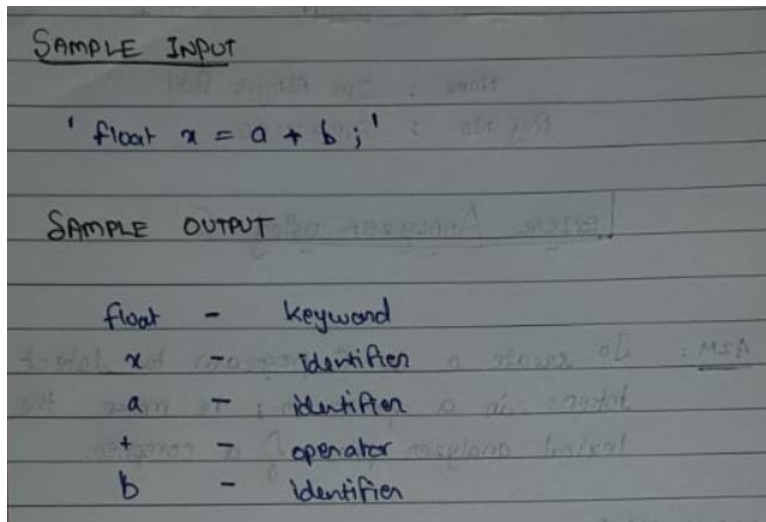 SAMPLE INPUT
' float x = a + b ; '
SAMPLE OUTPUT
float - keyword
x - identifier
a - identifier
+ - operator
b - identifier